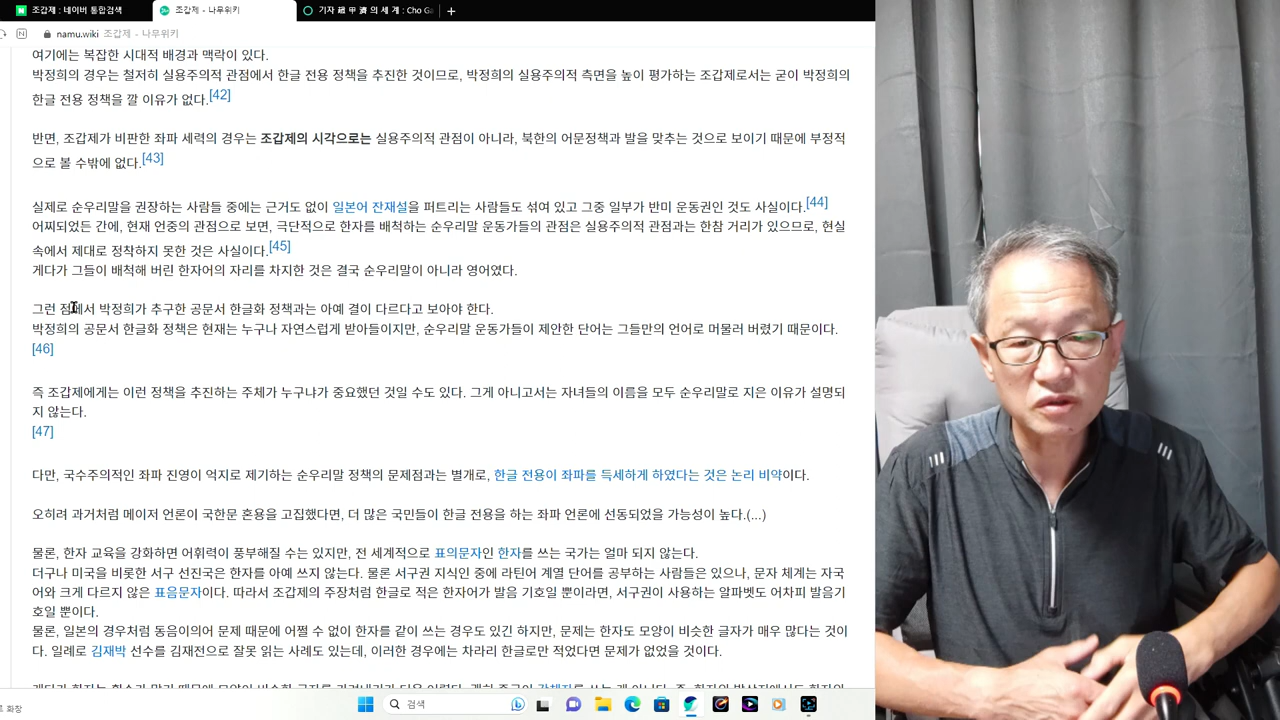 조갑제 : 네이버 통합검색
조갑제 - 나무위키
기자 趙 甲 濟 의 세 계 : Cho Ga
namu.wiki 조갑제 - 나무위키
여기에는 복잡한 시대적 배경과 맥락이 있다.
박정희의 경우는 철저히 실용주의적 관점에서 한글 전용 정책을 추진한 것이므로, 박정희의 실용주의적 측면을 높이 평가하는 조갑제로서는 굳이 박정희의
한글 전용 정책을 깔 이유가 없다.[42]
반면, 조갑제가 비판한 좌파 세력의 경우는 조갑제의 시각으로는 실용주의적 관점이 아니라, 북한의 어문정책과 발을 맞추는 것으로 보이기 때문에 부정적
으로 볼 수밖에 없다.[43]
실제로 순우리말을 권장하는 사람들 중에는 근거도 없이 일본어 잔재설을 퍼트리는 사람들도 섞여 있고 그중 일부가 반미 운동권인 것도 사실이다.[44]
어찌되었든 간에, 현재 언중의 관점으로 보면, 극단적으로 한자를 배척하는 순우리말 운동가들의 관점은 실용주의적 관점과는 한참 거리가 있으므로, 현실
속에서 제대로 정착하지 못한 것은 사실이다.[45]
게다가 그들이 배척해 버린 한자어의 자리를 차지한 것은 결국 순우리말이 아니라 영어였다.
그런 점에서 박정희가 추구한 공문서 한글화 정책과는 아예 결이 다르다고 보아야 한다.
박정희의 공문서 한글화 정책은 현재는 누구나 자연스럽게 받아들이지만, 순우리말 운동가들이 제안한 단어는 그들만의 언어로 머물러 버렸기 때문이다.
[46]
즉 조갑제에게는 이런 정책을 추진하는 주체가 누구냐가 중요했던 것일 수도 있다. 그게 아니고서는 자녀들의 이름을 모두 순우리말로 지은 이유가 설명되
지 않는다.
[47]
다만, 국수주의적인 좌파 진영이 억지로 제기하는 순우리말 정책의 문제점과는 별개로, 한글 전용이 좌파를 득세하게 하였다는 것은 논리 비약이다.
오히려 과거처럼 메이저 언론이 국한문 혼용을 고집했다면, 더 많은 국민들이 한글 전용을 하는 좌파 언론에 선동되었을 가능성이 높다.(...)
물론, 한자 교육을 강화하면 어휘력이 풍부해질 수는 있지만, 전 세계적으로 표의문자인 한자를 쓰는 국가는 얼마 되지 않는다.
더구나 미국을 비롯한 서구 선진국은 한자를 아예 쓰지 않는다. 물론 서구권 지식인 중에 라틴어 계열 단어를 공부하는 사람들은 있으나, 문자 체계는 자국
어와 크게 다르지 않은 표음문자이다. 따라서 조갑제의 주장처럼 한글로 적은 한자어가 발음 기호일 뿐이라면, 서구권이 사용하는 알파벳도 어차피 발음기
호일 뿐이다.
물론, 일본의 경우처럼 동음이의어 문제 때문에 어쩔 수 없이 한자를 같이 쓰는 경우도 있긴 하지만, 문제는 한자도 모양이 비슷한 글자가 매우 많다는 것이
다. 일례로 김재박 선수를 김재전으로 잘못 읽는 사례도 있는데, 이러한 경우에는 차라리 한글로만 적었다면 문제가 없었을 것이다.
검색